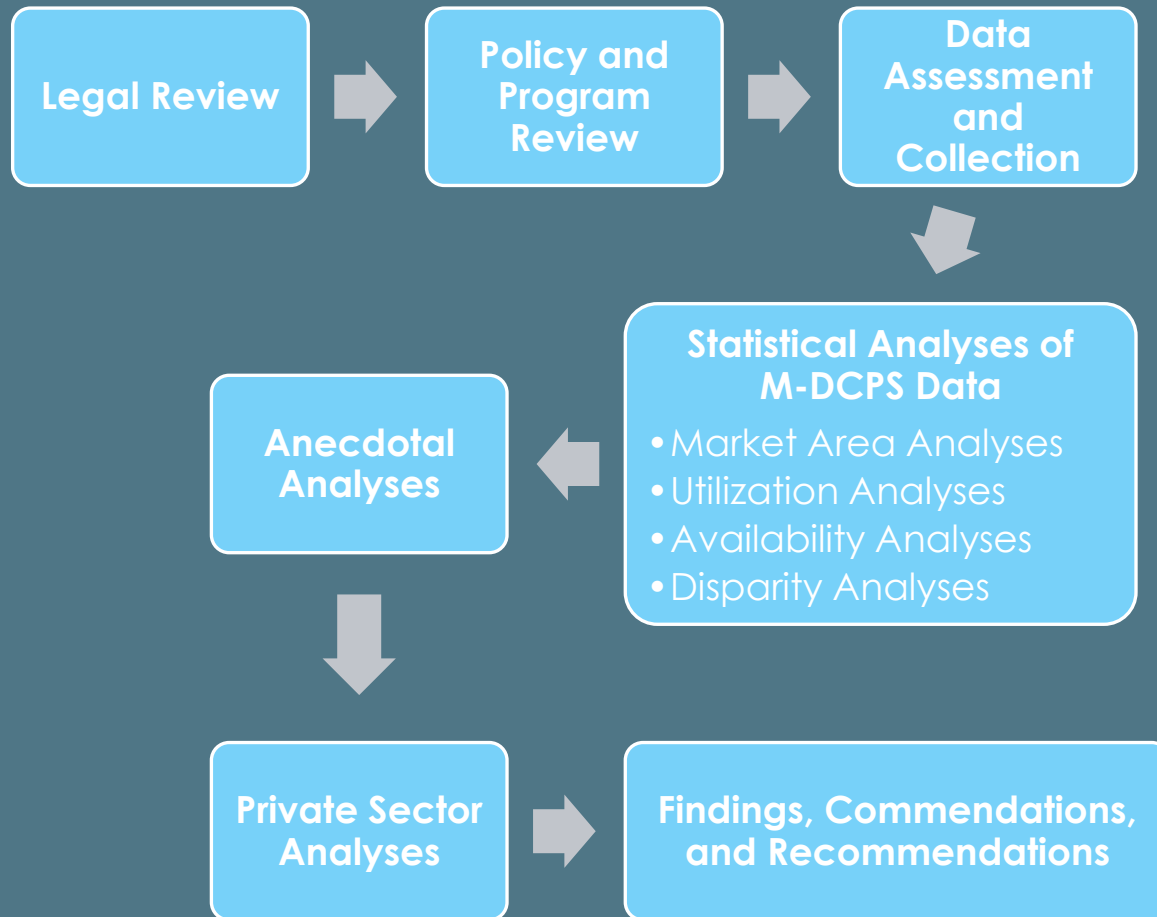 Legal Review
Policy and
Program
Review
Data
Assessment
and
Collection
Statistical Analyses of
M-DCPS Data
•Market Area Analyses
•Utilization Analyses
•Availability Analyses
•Disparity Analyses
Anecdotal
Analyses
Private Sector
Analyses
Findings, Commendations,
and Recommendations